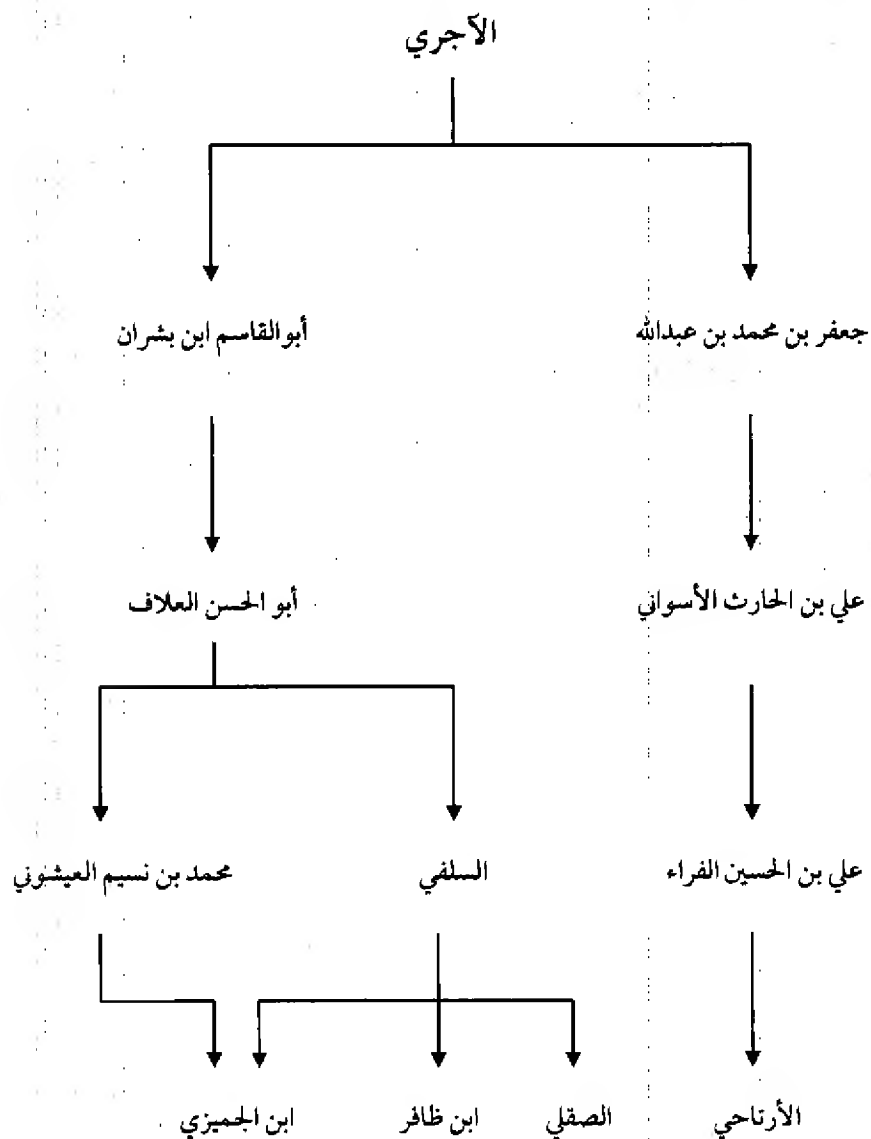 الآجري
جعفر بن محمد بن عبدالله
أبو القاسم ابن بشران
علي بن الحارث الأسواني
أبو الحسن العلاف
علي بن الحسين الفراء
السلفي
محمد بن نسيم العيشوني
الأرتاحي
الصقلي
ابن ظافر
ابن الجميزي